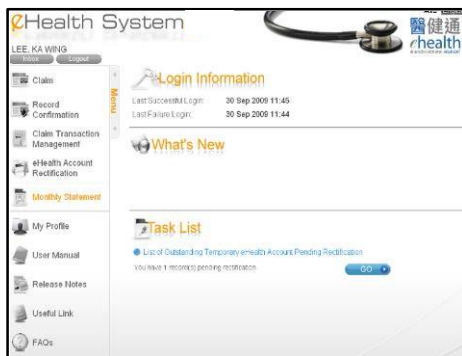 eHealth System
醫健通
ehealth
LEE, KA WING
Inbox
Logout
Claim
Record
Confirmation
Claim Transaction
Management
eHealth Account
Rectification
Monthly Statement
My Profile
User Manual
Release Notes
Useful Link
FAQs
Menu
Login Information
Last Successful Login: 30 Sep 2009 11:45
Last Failure Login: 30 Sep 2009 11:44
What's New
Task List
List of Outstanding Temporary eHealth Account Pending Rectification
You have 1 record(s) pending rectification
GO